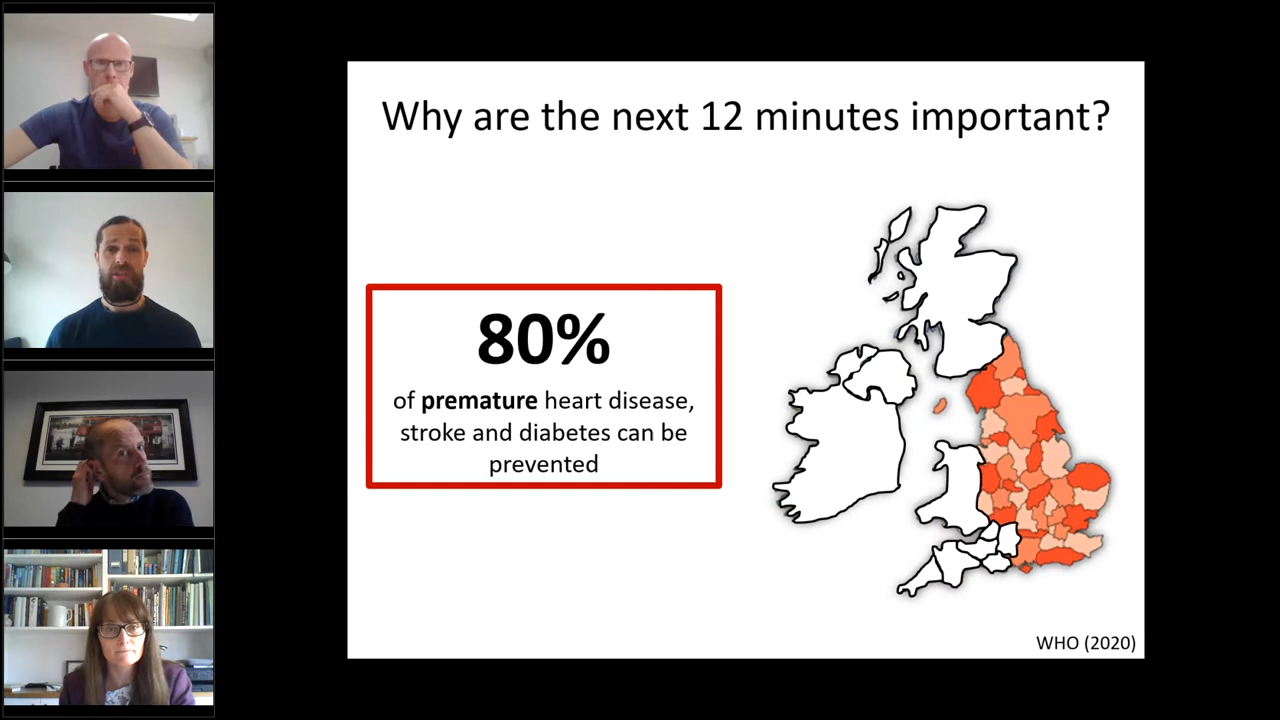 Why are the next 12 minutes important?
80%
of premature heart disease,
stroke and diabetes can be
prevented
WHO (2020)